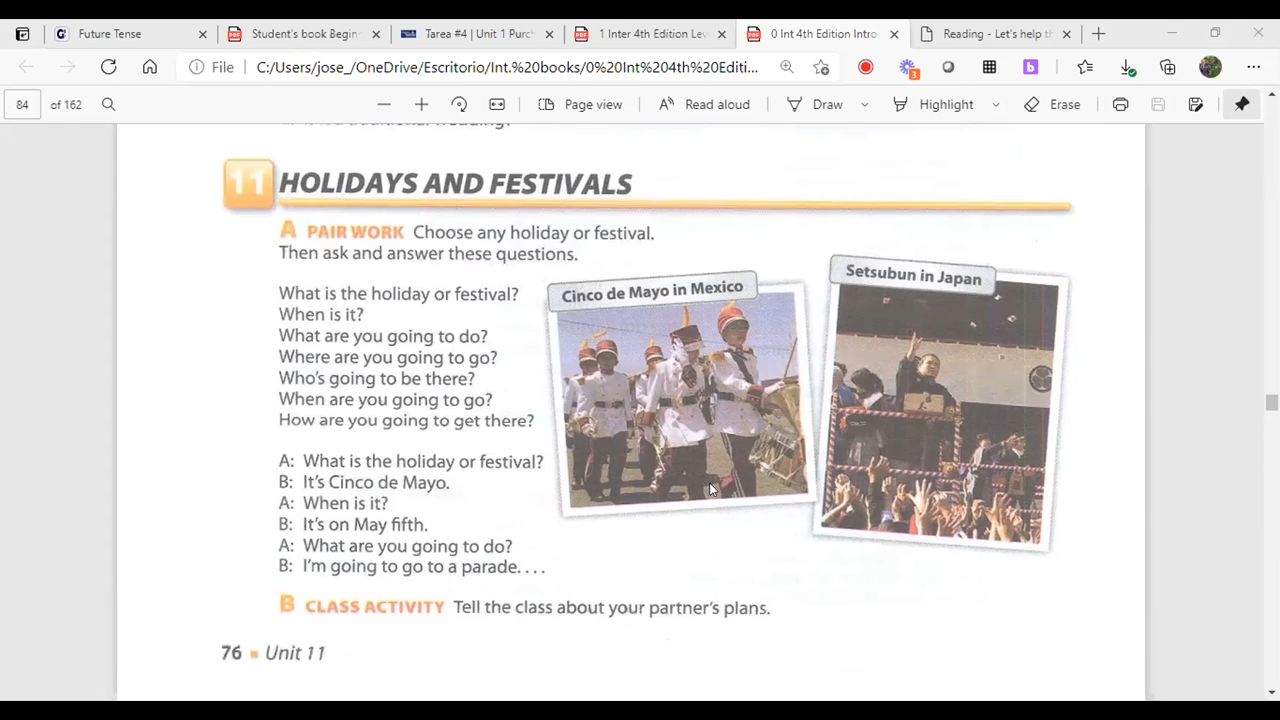 Future Tense
Student's book Begin
Tarea #4 | Unit 1 Purc
1 Inter 4th Edition Lev
0 Int 4th Edition Intro
Reading - Let's help th
File
C:/Users/jose_/OneDrive/Escritorio/Int.%20books/0%20Int%204th%20Editi...
3
b
84 of 162
Page view
Read aloud
Draw
Highlight
Erase
11 HOLIDAYS AND FESTIVALS
A PAIR WORK Choose any holiday or festival.
Then ask and answer these questions.
What is the holiday or festival?
When is it?
What are you going to do?
Where are you going to go?
Who's going to be there?
When are you going to go?
How are you going to get there?
A: What is the holiday or festival?
B: It's Cinco de Mayo.
A: When is it?
B: It's on May fifth.
A: What are you going to do?
B: I'm going to go to a parade. . . .
Cinco de Mayo in Mexico
Setsubun in Japan
B CLASS ACTIVITY Tell the class about your partner's plans.
76 ▪ Unit 11